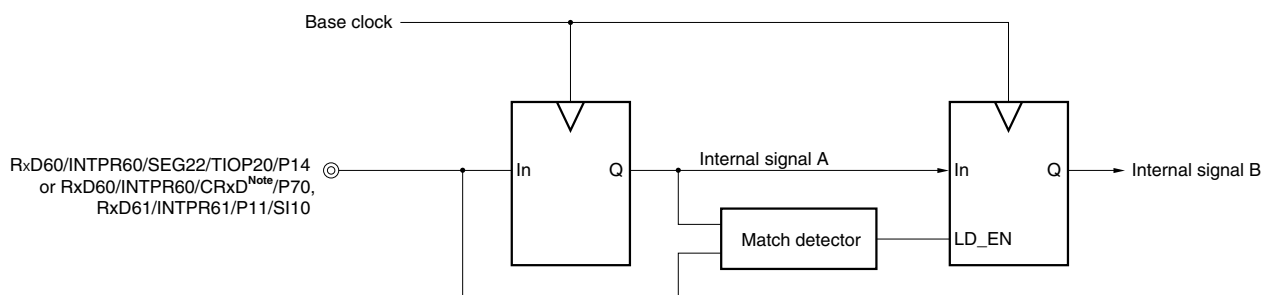 Base clock
RxD60/INTPR60/SEG22/TIOP20/P14
or RxD60/INTPR60/CRxDNote/P70,
RxD61/INTPR61/P11/SI10
In
Q
Internal signal A
In
Q
Internal signal B
Match detector
LD_EN